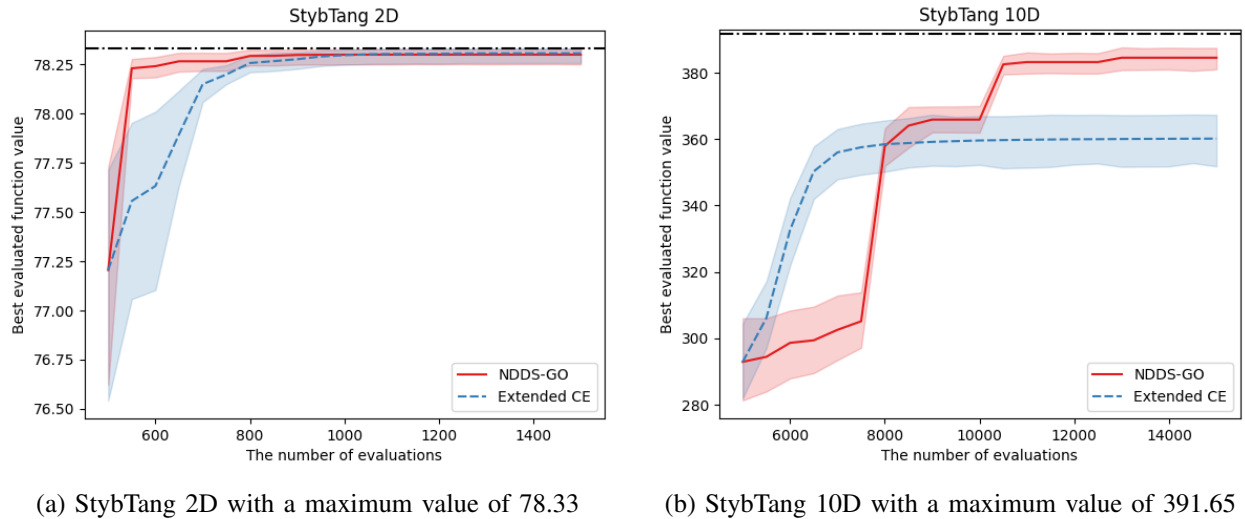 StybTang 2D
78.25
78.00
77.75
77.50
77.25
77.00
76.75
76.50
Best evaluated function value
600
800
1000
1200
1400
The number of evaluations
NDDS-GO
Extended CE
(a) StybTang 2D with a maximum value of 78.33
StybTang 10D
380
360
340
320
300
280
Best evaluated function value
6000
8000
10000
12000
14000
The number of evaluations
NDDS-GO
Extended CE
(b) StybTang 10D with a maximum value of 391.65